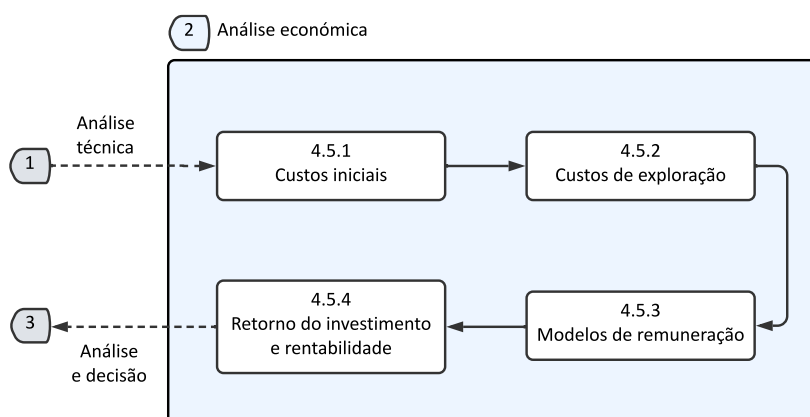 2
Análise económica
Análise
técnica
1
4.5.1
Custos iniciais
4.5.2
Custos de exploração
4.5.3
Modelos de remuneração
4.5.4
Retorno do investimento
e rentabilidade
3
Análise
e decisão